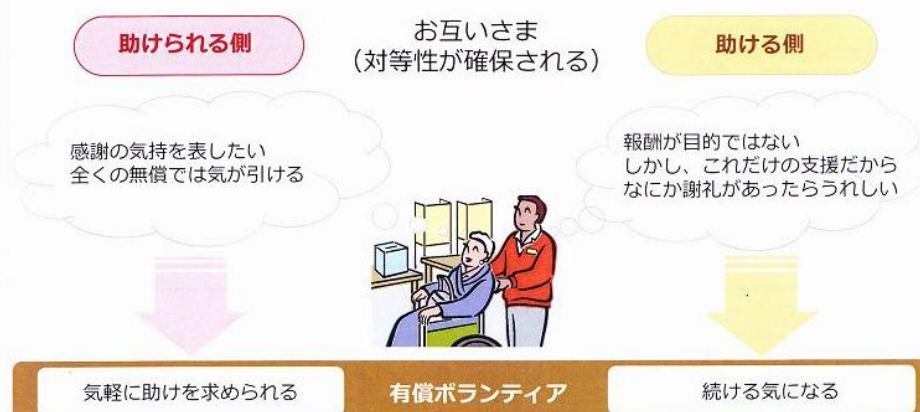 助けられる側
お互いさま
（対等性が確保される）
助ける側
感謝の気持を表したい
全くの無償では気が引ける
報酬が目的ではない
しかし、これだけの支援だから
なにか謝礼があったらうれしい
気軽に助けを求められる
有償ボランティア
続ける気になる